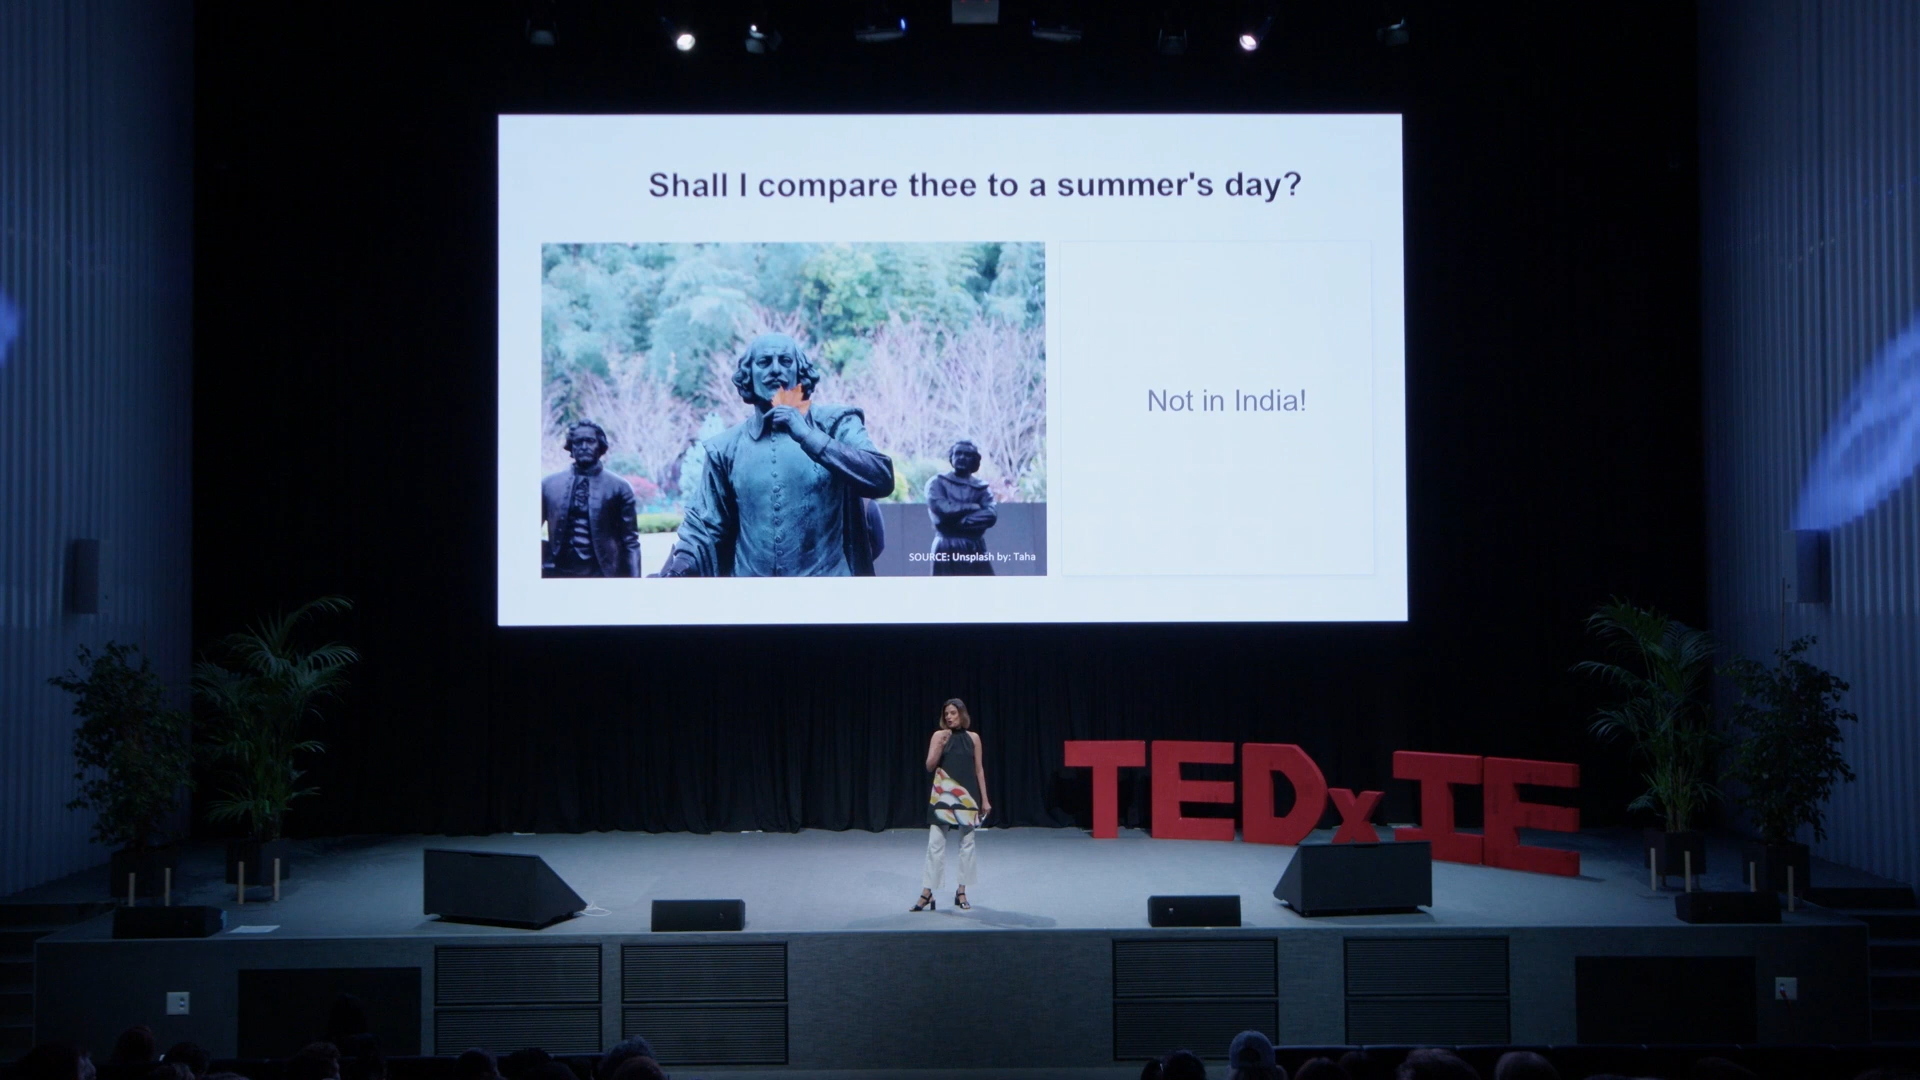 Shall I compare thee to a summer's day?
Not in India!
SOURCE: Unsplash by: Taha
TEDxIE